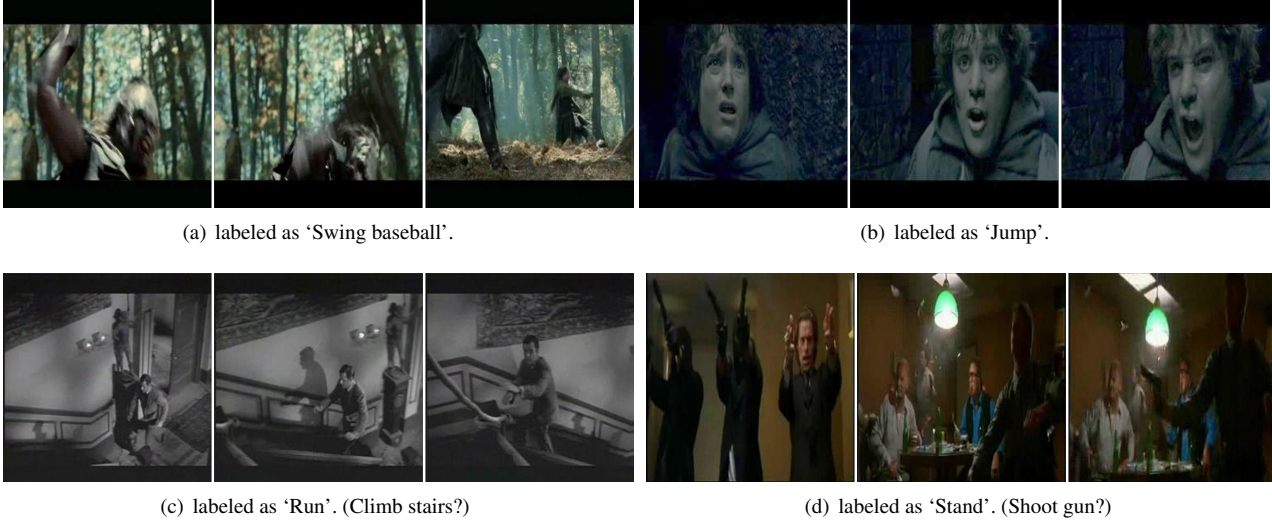 (a) labeled as ‘Swing baseball’.
(b) labeled as ‘Jump’.
(c) labeled as ‘Run’. (Climb stairs?)
(d) labeled as ‘Stand’. (Shoot gun?)